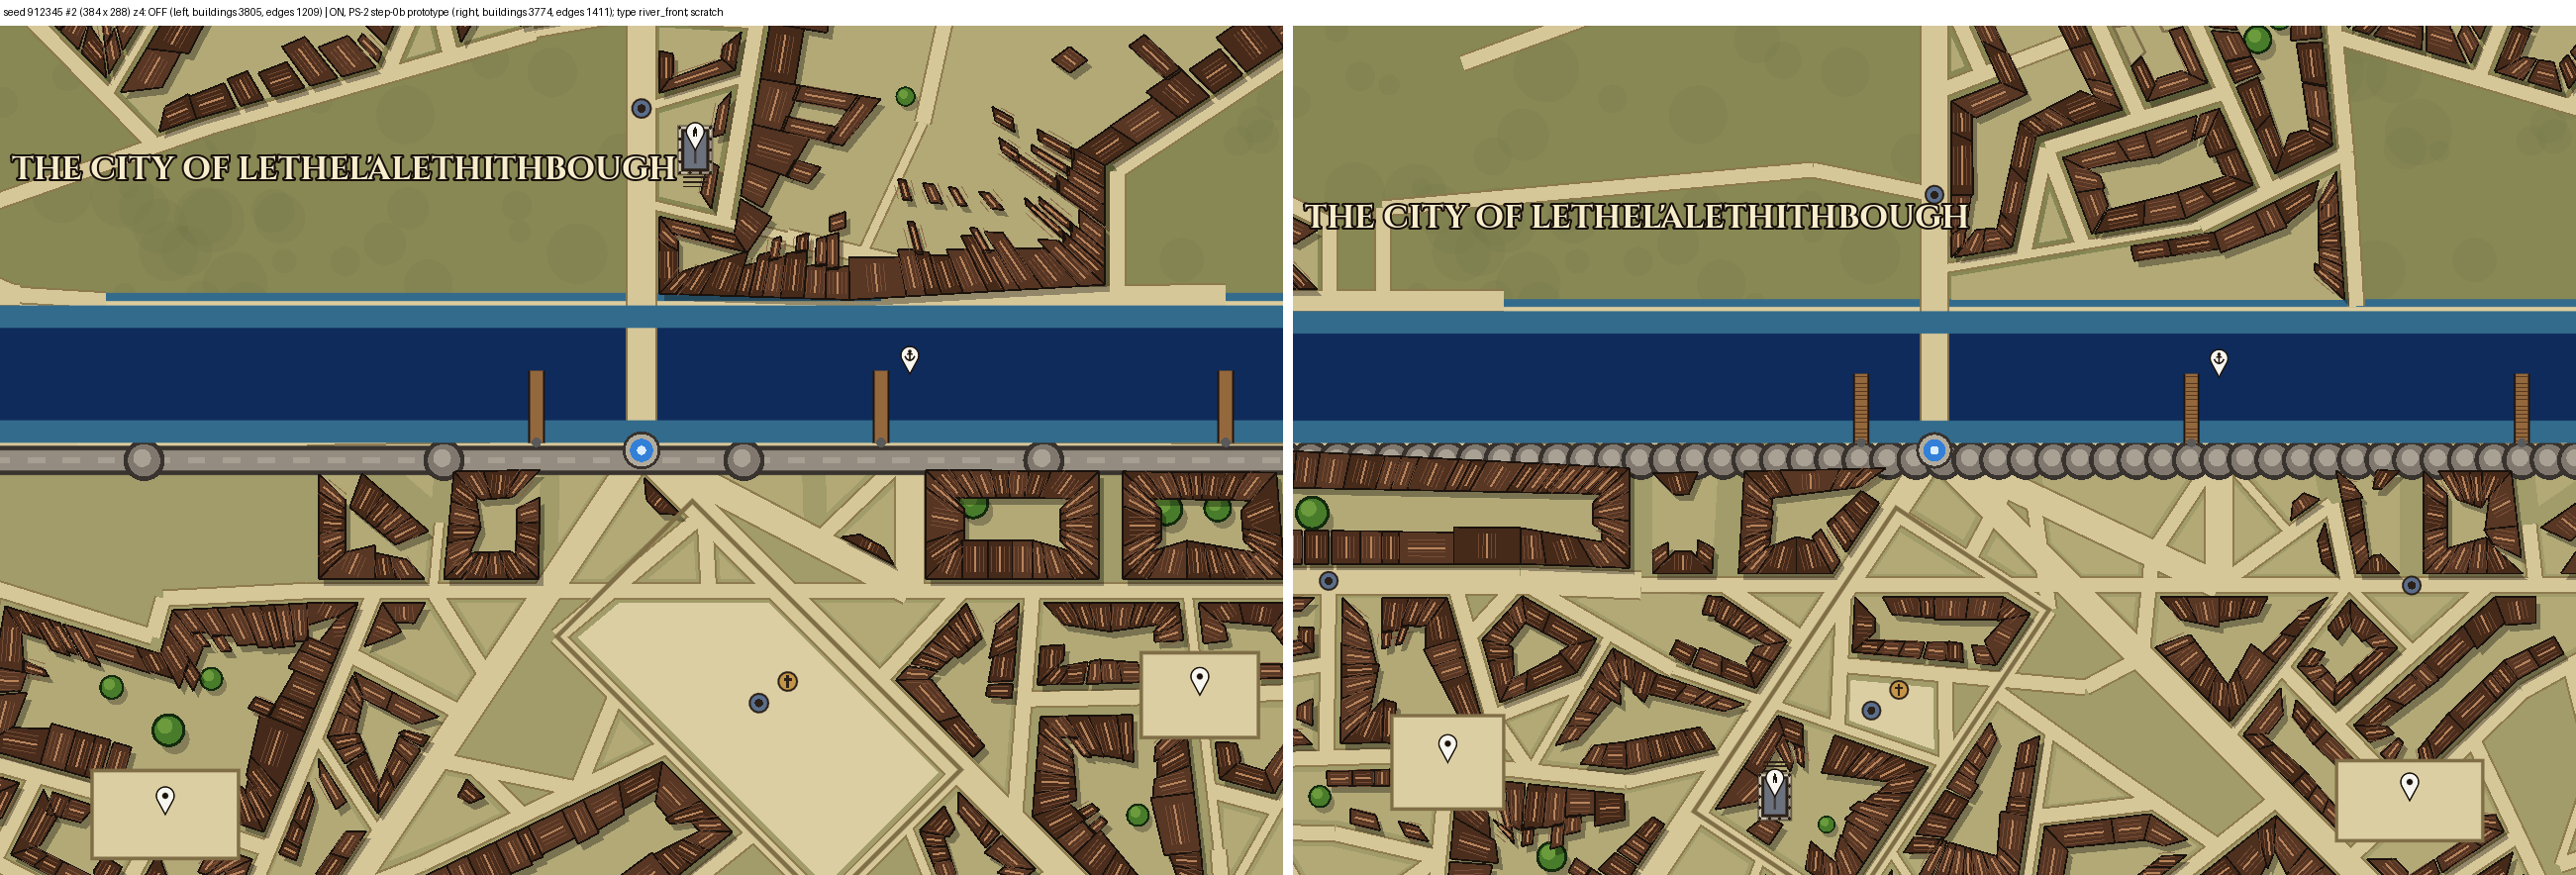 seed 912345 #2 (384 x 288) z4: OFF (left, buildings 3805, edges 1209) | ON, PS-2 step-0b prototype (right, buildings 3774, edges 1411); type river_front; scratch
THE CITY OF LETHEL'ALETHITHBOUGH
THE CITY OF LETHEL'ALETHITHBOUGH